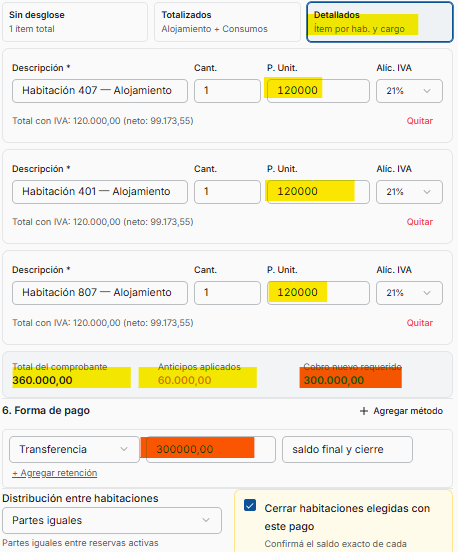 Sin desglose
1 ítem total
Totalizados
Alojamiento + Consumos
Detallados
Ítem por hab. y cargo
Descripción * Cant. P. Unit. Alíc. IVA
Habitación 407 — Alojamiento 1 120000 21%
Total con IVA: 120.000,00 (neto: 99.173,55) Quitar
Descripción * Cant. P. Unit. Alíc. IVA
Habitación 401 — Alojamiento 1 120000 21%
Total con IVA: 120.000,00 (neto: 99.173,55) Quitar
Descripción * Cant. P. Unit. Alíc. IVA
Habitación 807 — Alojamiento 1 120000 21%
Total con IVA: 120.000,00 (neto: 99.173,55) Quitar
Total del comprobante Anticipos aplicados Cobro nuevo requerido
360.000,00 60.000,00 300.000,00
6. Forma de pago + Agregar método
Transferencia 300000,00 saldo final y cierre
+ Agregar retención
Distribución entre habitaciones
Partes iguales
Partes iguales entre reservas activas
Cerrar habitaciones elegidas con
este pago
Confirmá el saldo exacto de cada